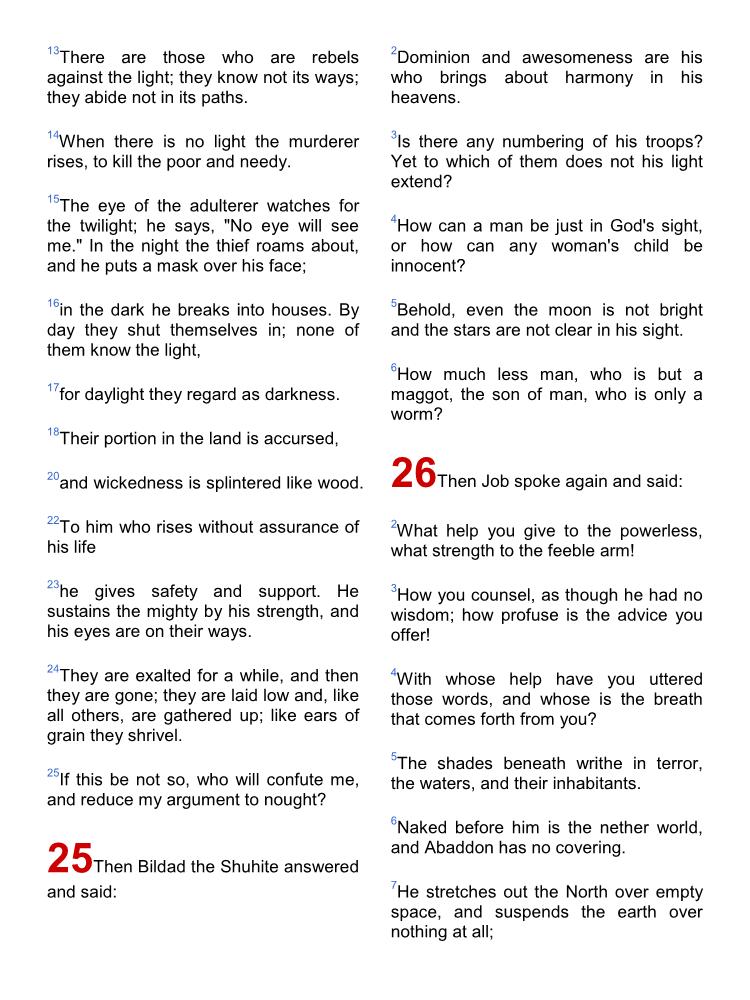 13There are those who are rebels
against the light; they know not its ways;
they abide not in its paths.
14When there is no light the murderer
rises, to kill the poor and needy.
15The eye of the adulterer watches for
the twilight; he says, "No eye will see
me." In the night the thief roams about,
and he puts a mask over his face;
16in the dark he breaks into houses. By
day they shut themselves in; none of
them know the light,
17for daylight they regard as darkness.
18Their portion in the land is accursed,
20and wickedness is splintered like wood.
22To him who rises without assurance of
his life
23he gives safety and support. He
sustains the mighty by his strength, and
his eyes are on their ways.
24They are exalted for a while, and then
they are gone; they are laid low and, like
all others, are gathered up; like ears of
grain they shrivel.
25If this be not so, who will confute me,
and reduce my argument to nought?
25Then Bildad the Shuhite answered
and said:
2Dominion and awesomeness are his
who brings about harmony in his
heavens.
3Is there any numbering of his troops?
Yet to which of them does not his light
extend?
4How can a man be just in God's sight,
or how can any woman's child be
innocent?
5Behold, even the moon is not bright
and the stars are not clear in his sight.
6How much less man, who is but a
maggot, the son of man, who is only a
worm?
26Then Job spoke again and said:
2What help you give to the powerless,
what strength to the feeble arm!
3How you counsel, as though he had no
wisdom; how profuse is the advice you
offer!
4With whose help have you uttered
those words, and whose is the breath
that comes forth from you?
5The shades beneath writhe in terror,
the waters, and their inhabitants.
6Naked before him is the nether world,
and Abaddon has no covering.
7He stretches out the North over empty
space, and suspends the earth over
nothing at all;